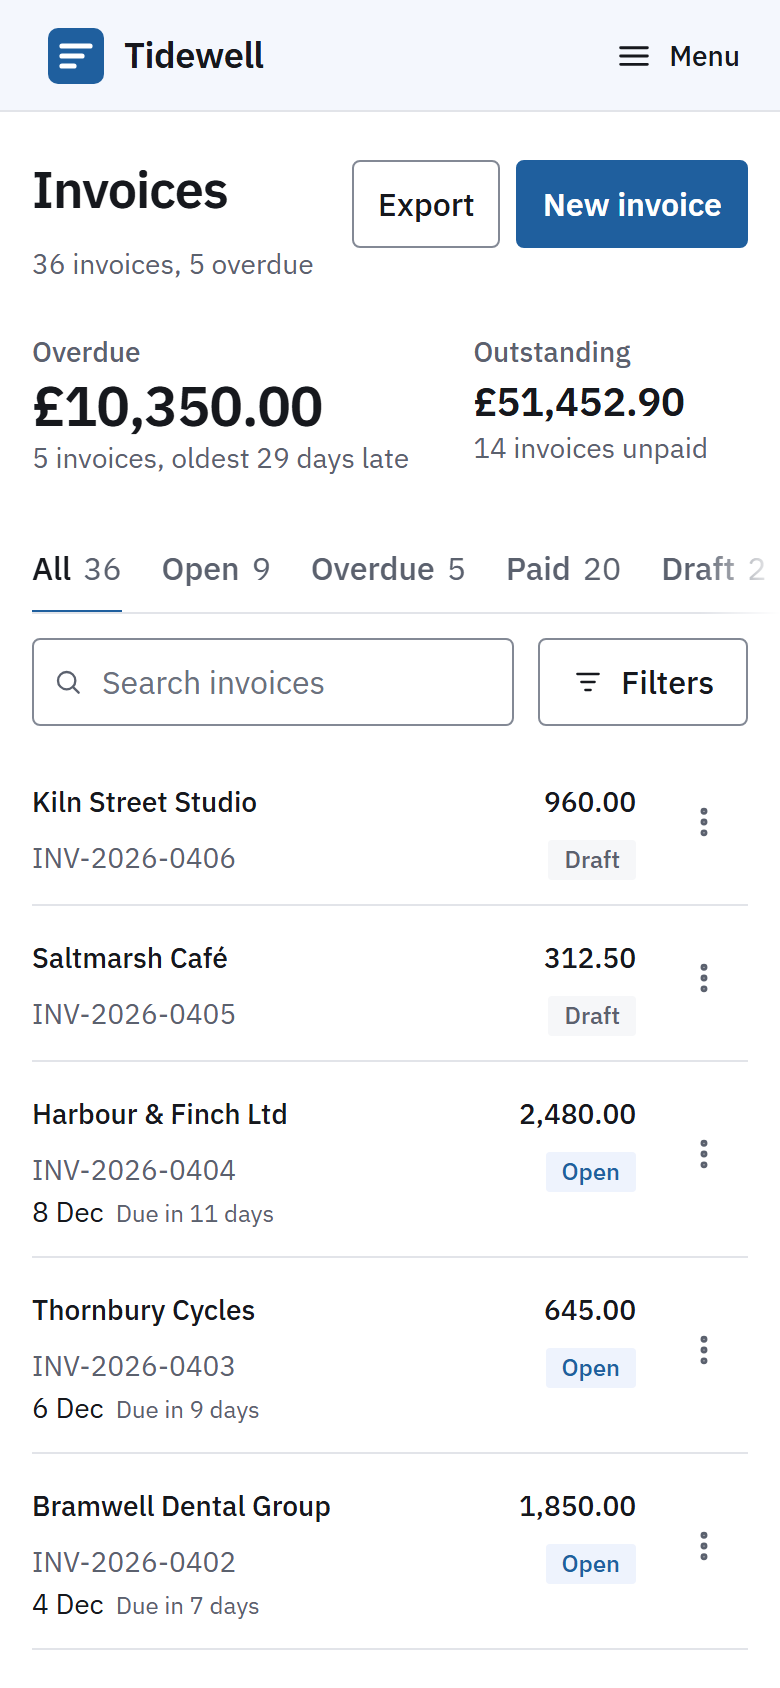 Tidewell
Menu
Invoices
Export
New invoice
36 invoices, 5 overdue
Overdue
£10,350.00
5 invoices, oldest 29 days late
Outstanding
£51,452.90
14 invoices unpaid
All 36 Open 9 Overdue 5 Paid 20 Draft 2
Search invoices
Filters
Kiln Street Studio 960.00
INV-2026-0406 Draft
Saltmarsh Café 312.50
INV-2026-0405 Draft
Harbour & Finch Ltd 2,480.00
INV-2026-0404 Open
8 Dec Due in 11 days
Thornbury Cycles 645.00
INV-2026-0403 Open
6 Dec Due in 9 days
Bramwell Dental Group 1,850.00
INV-2026-0402 Open
4 Dec Due in 7 days